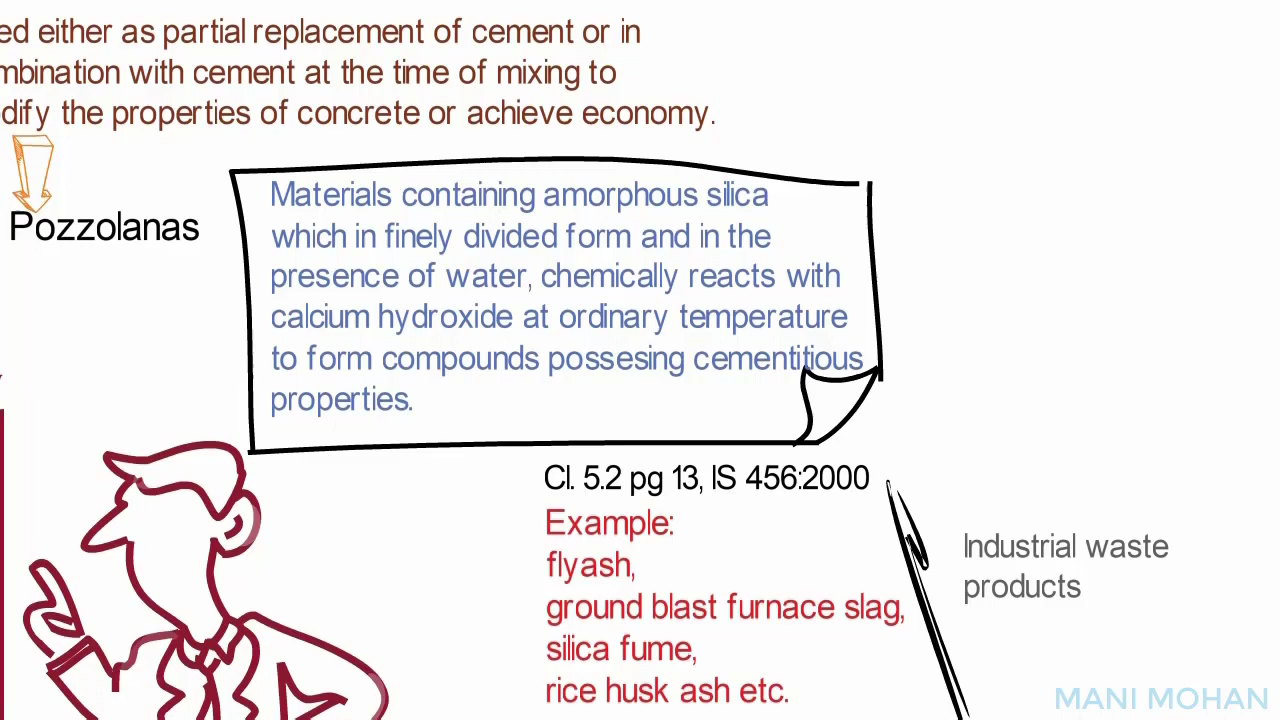 ed either as partial replacement of cement or in
mbination with cement at the time of mixing to
dify the properties of concrete or achieve economy.
Pozzolanas
Materials containing amorphous silica
which in finely divided form and in the
presence of water, chemically reacts with
calcium hydroxide at ordinary temperature
to form compounds possesing cementitious
properties.
Cl. 5.2 pg 13, IS 456:2000
Example:
flyash,
ground blast furnace slag,
silica fume,
rice husk ash etc.
Industrial waste
products
MANI MOHAN